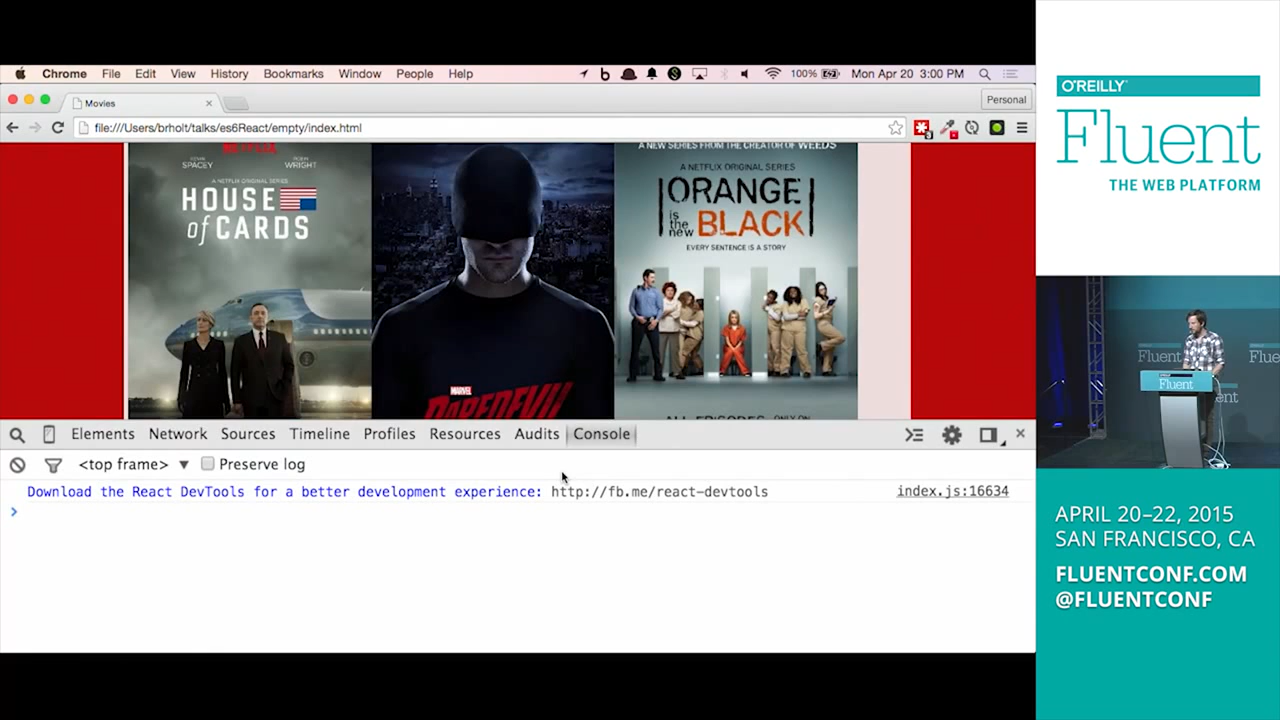 Chrome File Edit View History Bookmarks Window People Help 100% Mon Apr 20 3:00 PM
Movies
Personal
file:///Users/brholt/talks/es6React/empty/index.html
NETFLIX
SPACEY
ROBIN WRIGHT
A NETFLIX ORIGINAL SERIES
HOUSE
of CARDS
MARVEL
DAREDEVIL
A NEW SERIES FROM THE CREATOR OF WEEDS
A NETFLIX ORIGINAL SERIES
ORANGE
is the new BLACK
EVERY SENTENCE IS A STORY
ALL EPISODES ONLY ON
Elements Network Sources Timeline Profiles Resources Audits Console
<top frame> Preserve log
Download the React DevTools for a better development experience: http://fb.me/react-devtools index.js:16634
O'REILLY
Fluent
THE WEB PLATFORM
Fluent
Fluent
Fluent
ent
APRIL 20–22, 2015
SAN FRANCISCO, CA
FLUENTCONF.COM
@FLUENTCONF